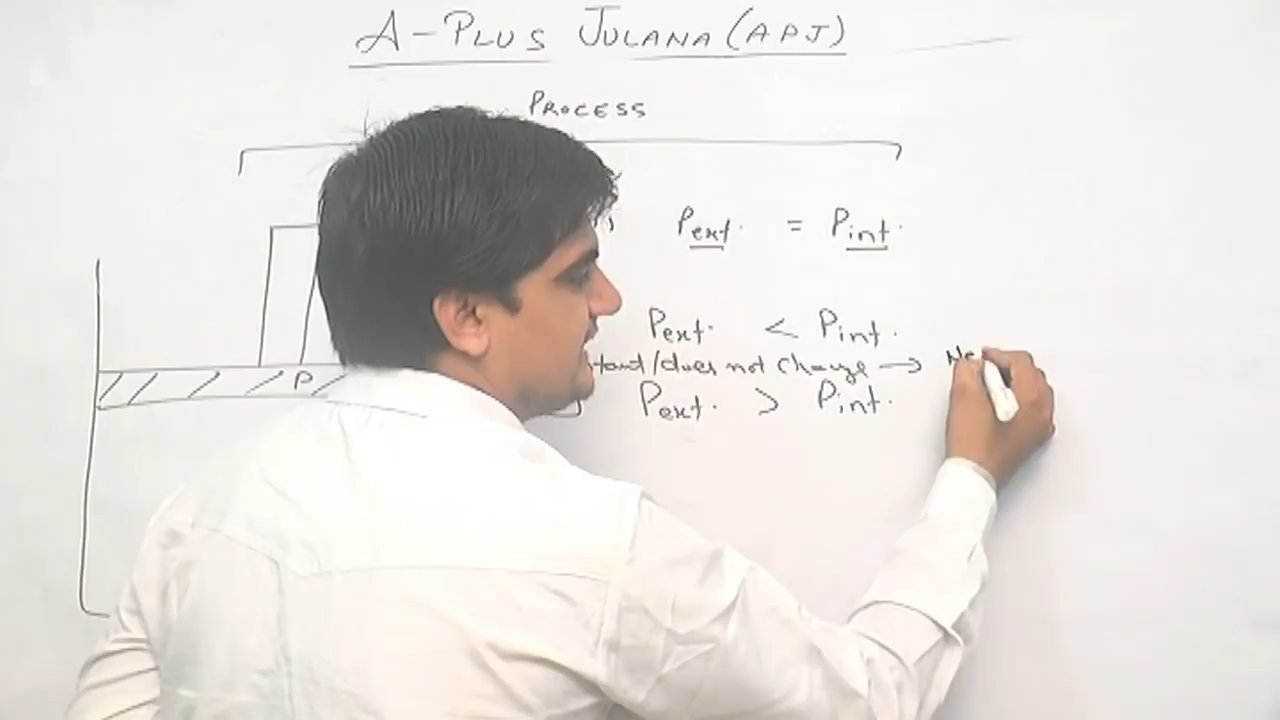 A-PLUS JULANA (APJ)
PROCESS
Pext. = Pint.
Pext. < Pint.
does not change →
P
Pext. > Pint.